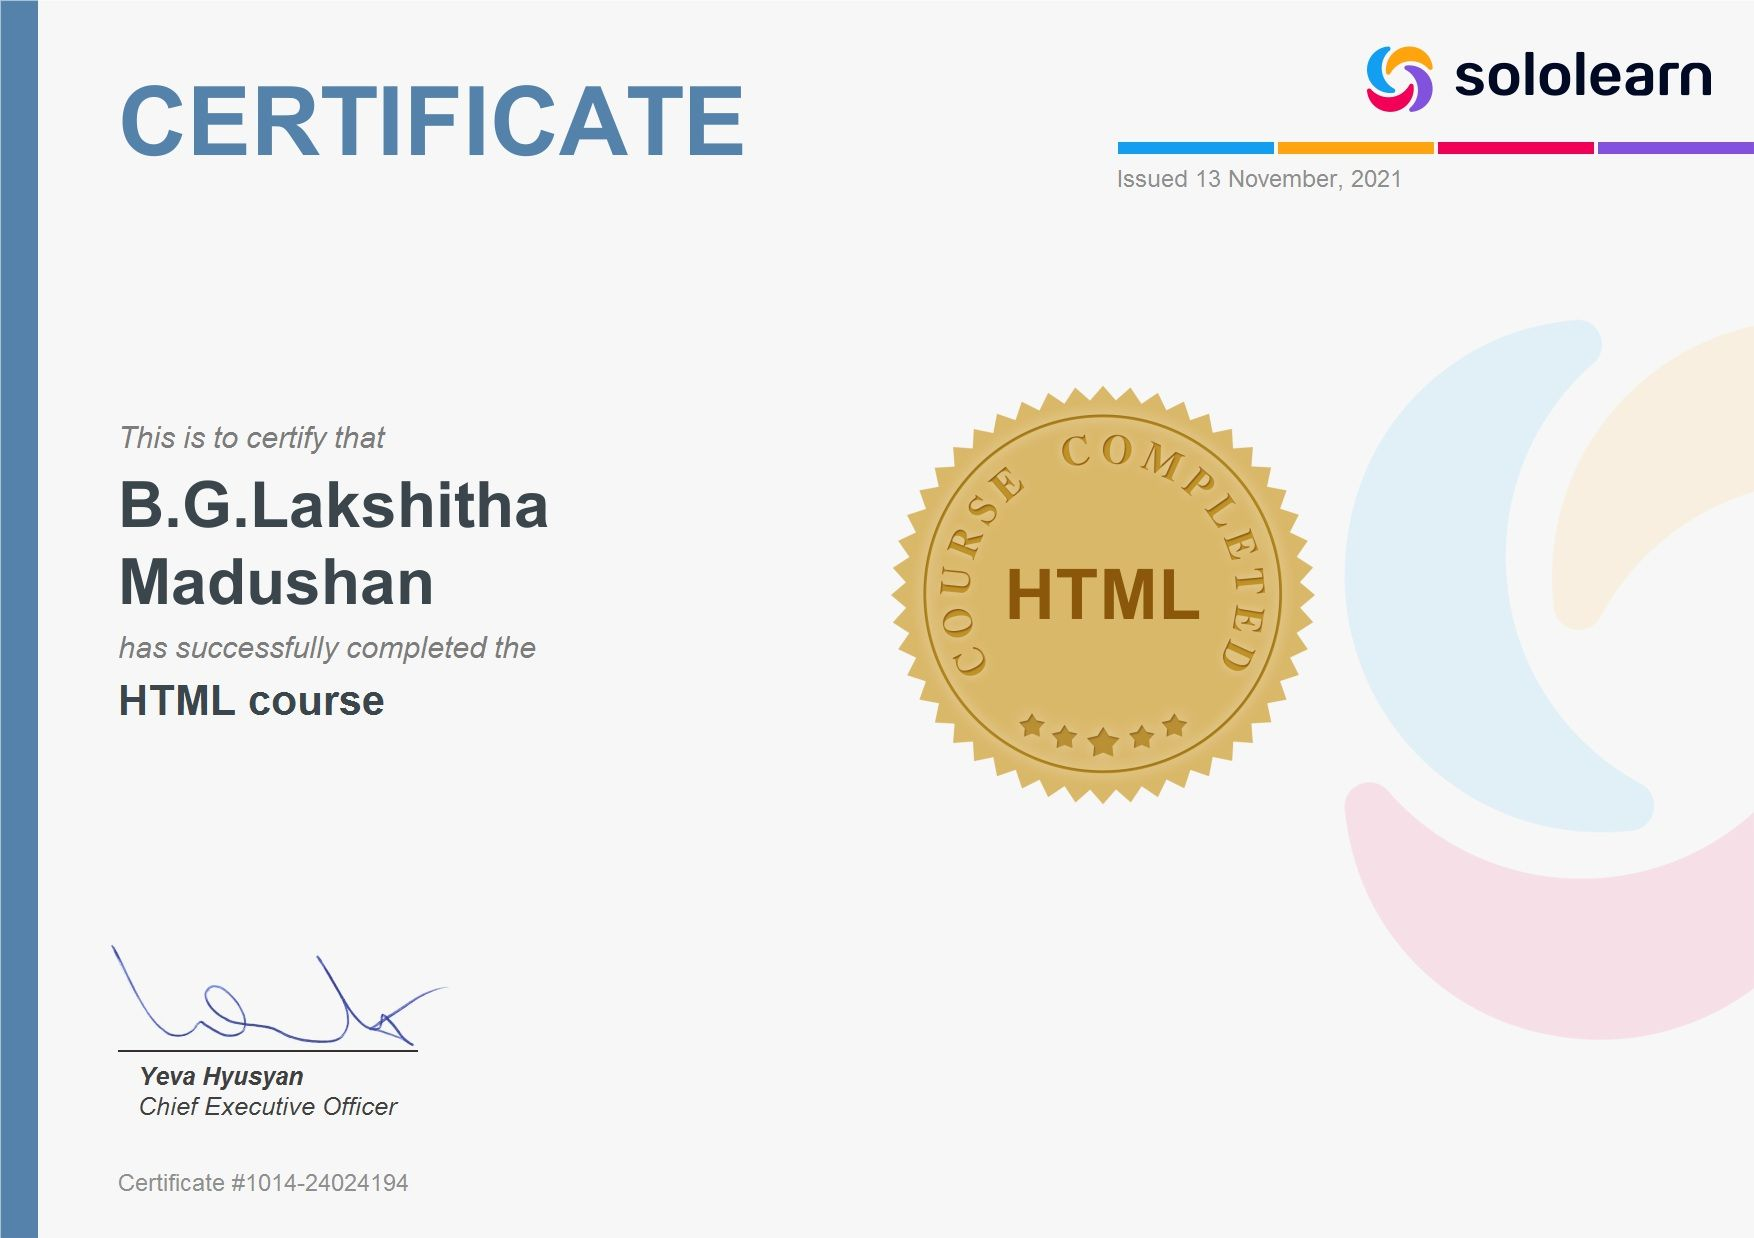 CERTIFICATE
sololearn
Issued 13 November, 2021
This is to certify that
B.G.Lakshitha
Madushan
has successfully completed the
HTML course
COURSE COMPLETED
HTML
Yeva Hyusyan
Chief Executive Officer
Certificate #1014-24024194